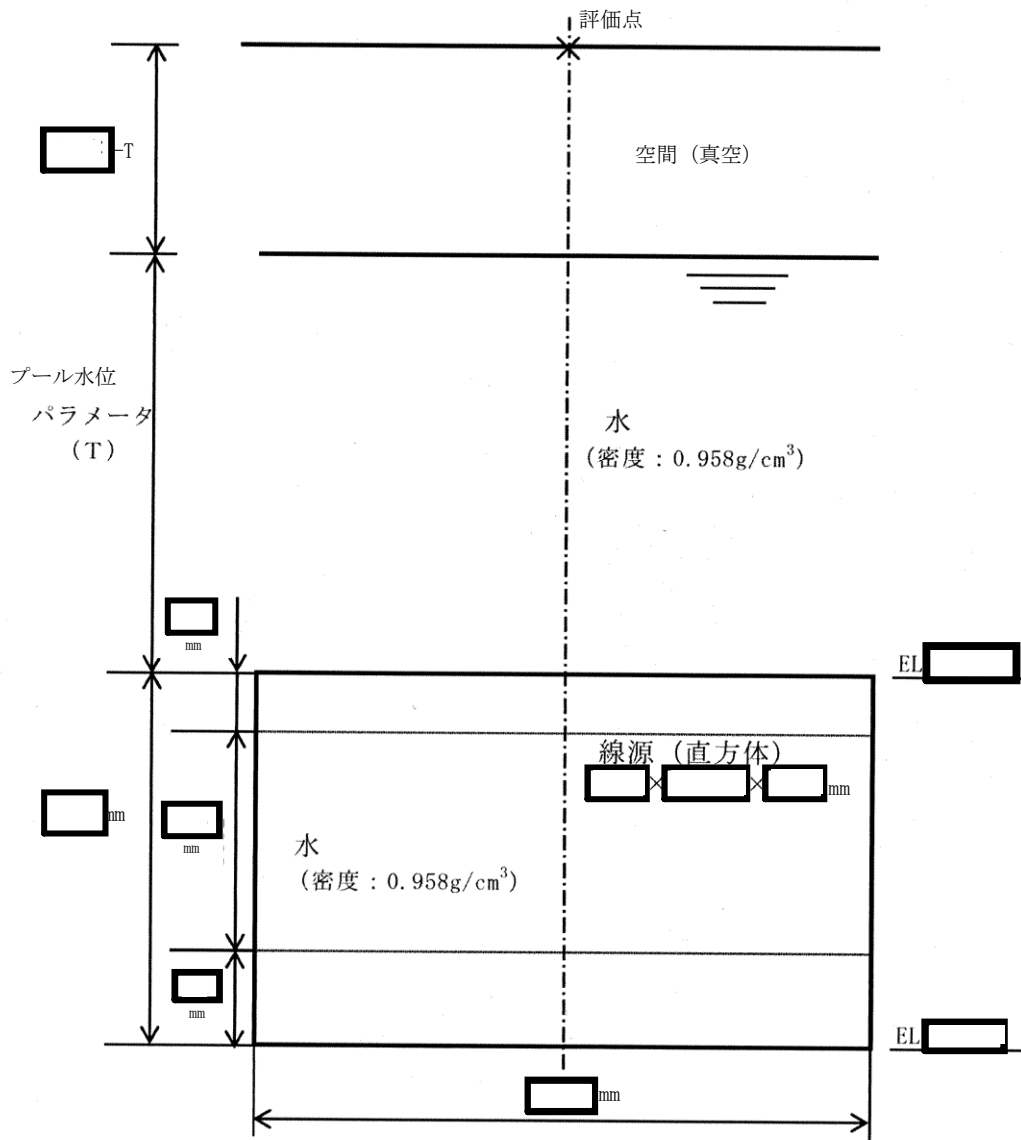 評価点
-T
空間 (真空)
プール水位
パラメータ
(T)
水
(密度：0.958g/cm³)
mm
EL
線源 (直方体)
××mm
mm
mm
水
(密度：0.958g/cm³)
mm
EL
mm